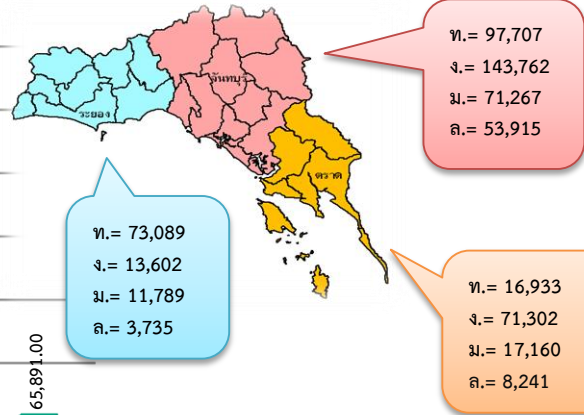 ท.= 97,707
ง.= 143,762
ม.= 71,267
ล.= 53,915
จันทบุรี
ระยอง
ตราด
ท.= 73,089
ง.= 13,602
ม.= 11,789
ล.= 3,735
ท.= 16,933
ง.= 71,302
ม.= 17,160
ล.= 8,241
65,891.00